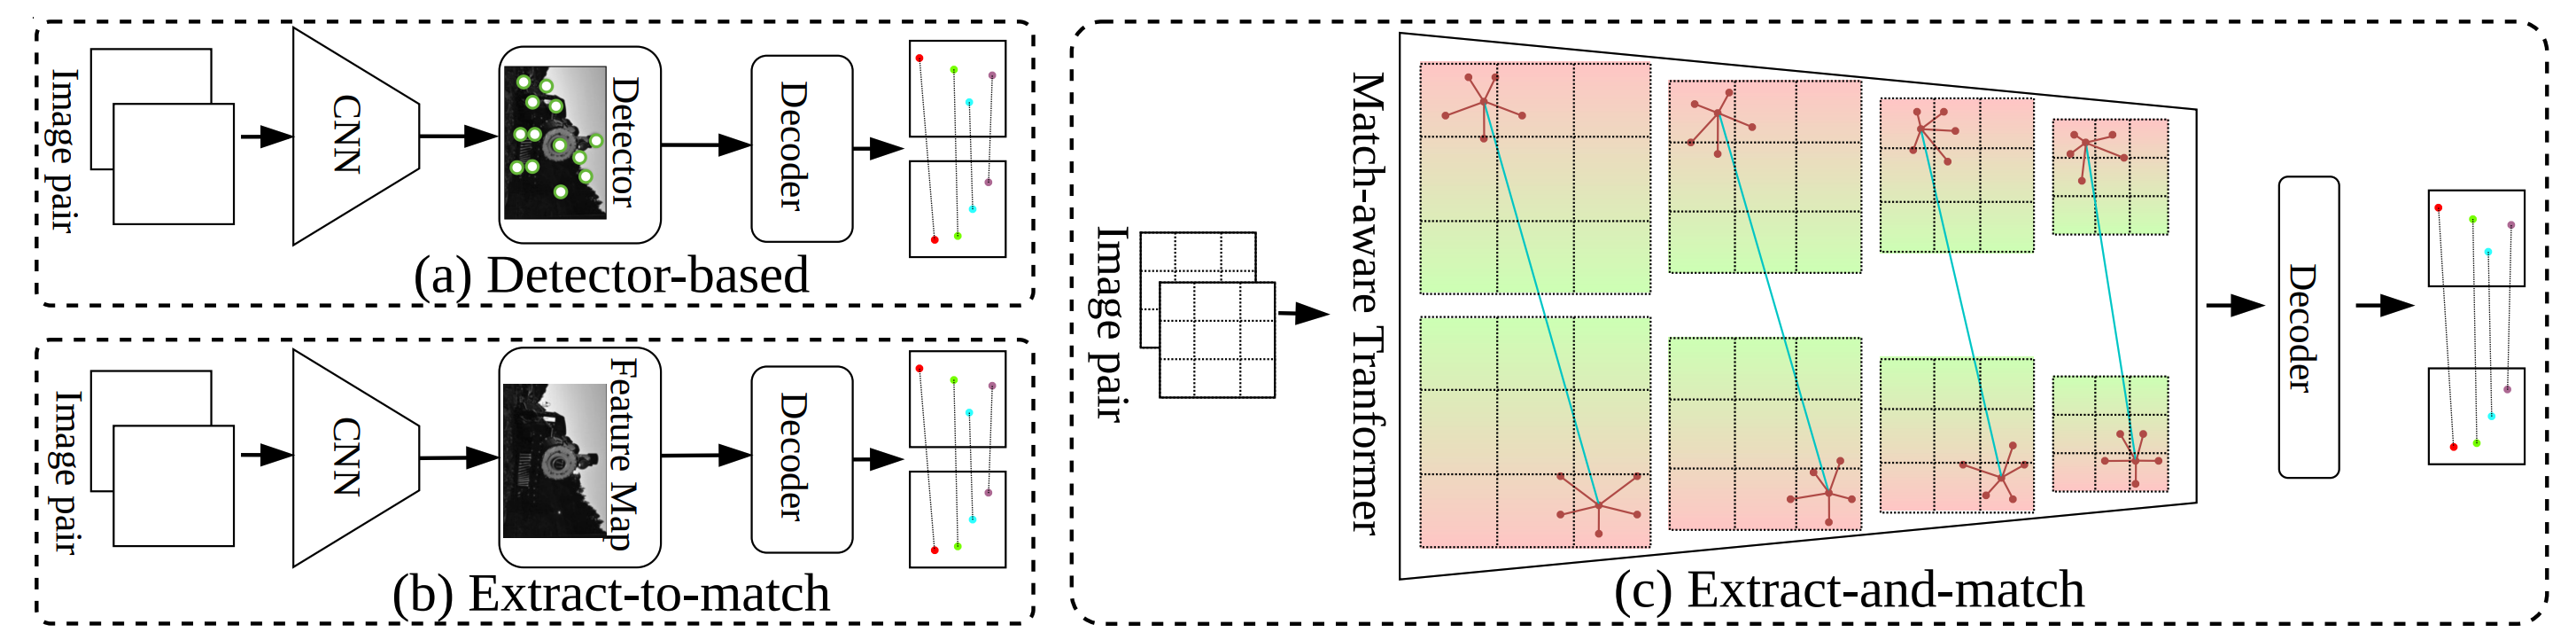 Image pair
CNN
Detector
Decoder
(a) Detector-based
Image pair
CNN
Feature Map
Decoder
(b) Extract-to-match
Image pair
Match-aware Tranformer
Decoder
(c) Extract-and-match